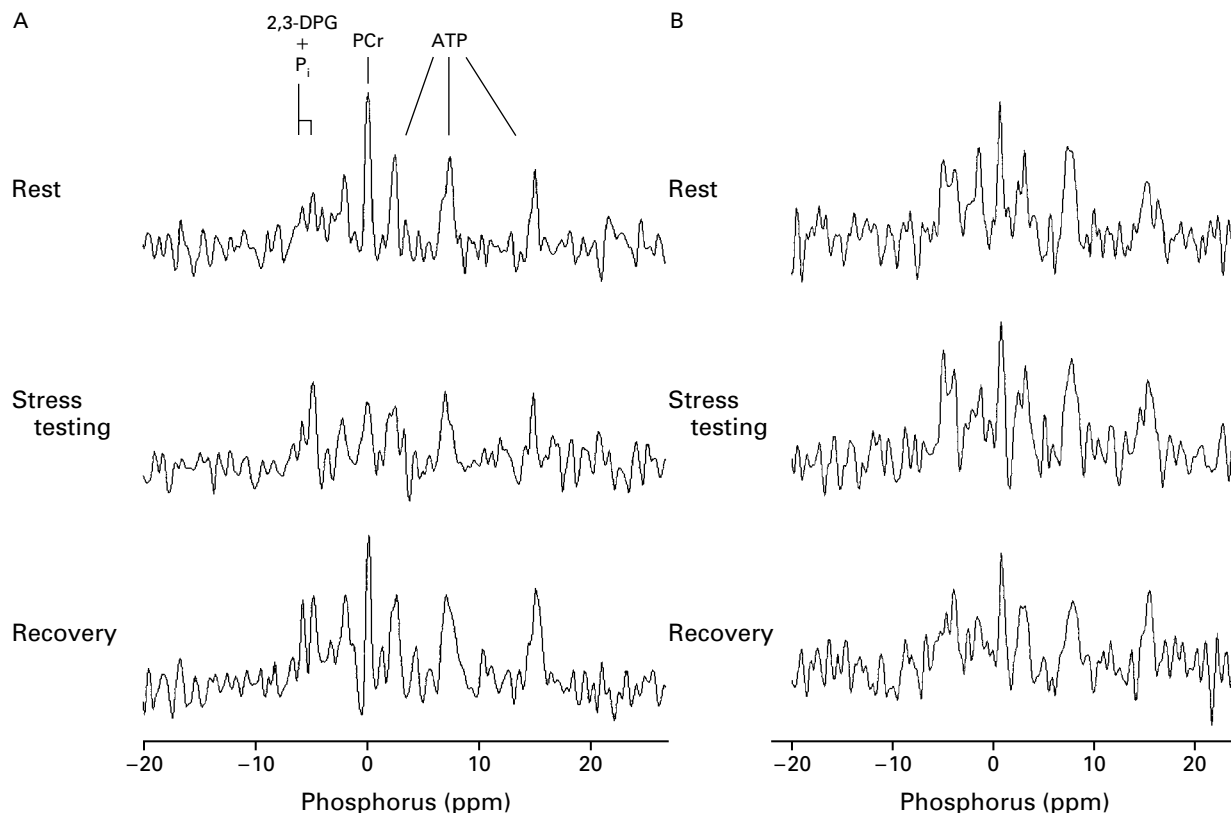 A
2,3-DPG
+
Pi
PCr
ATP
Rest
Stress
testing
Recovery
−20 −10 0 10 20
Phosphorus (ppm)
B
Rest
Stress
testing
Recovery
−20 −10 0 10 20
Phosphorus (ppm)